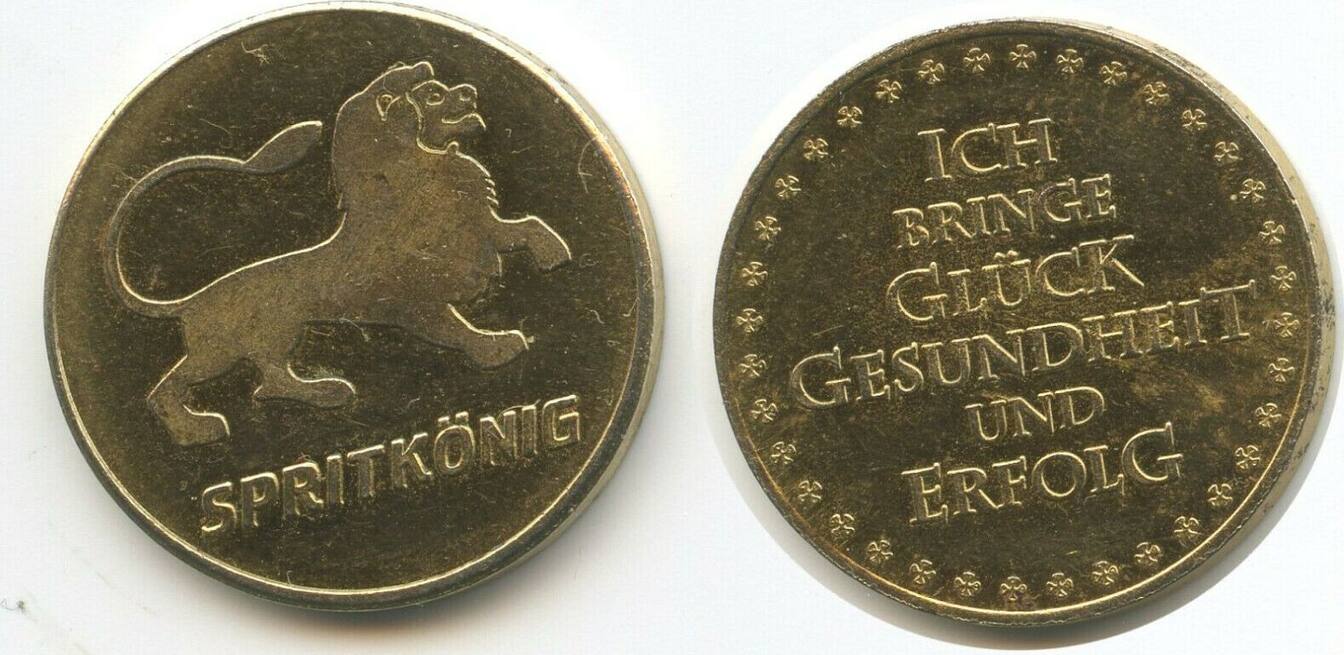 SPRITKÖNIG
ICH
BRINGE
GLÜCK
GESUNDHEIT
UND
ERFOLG